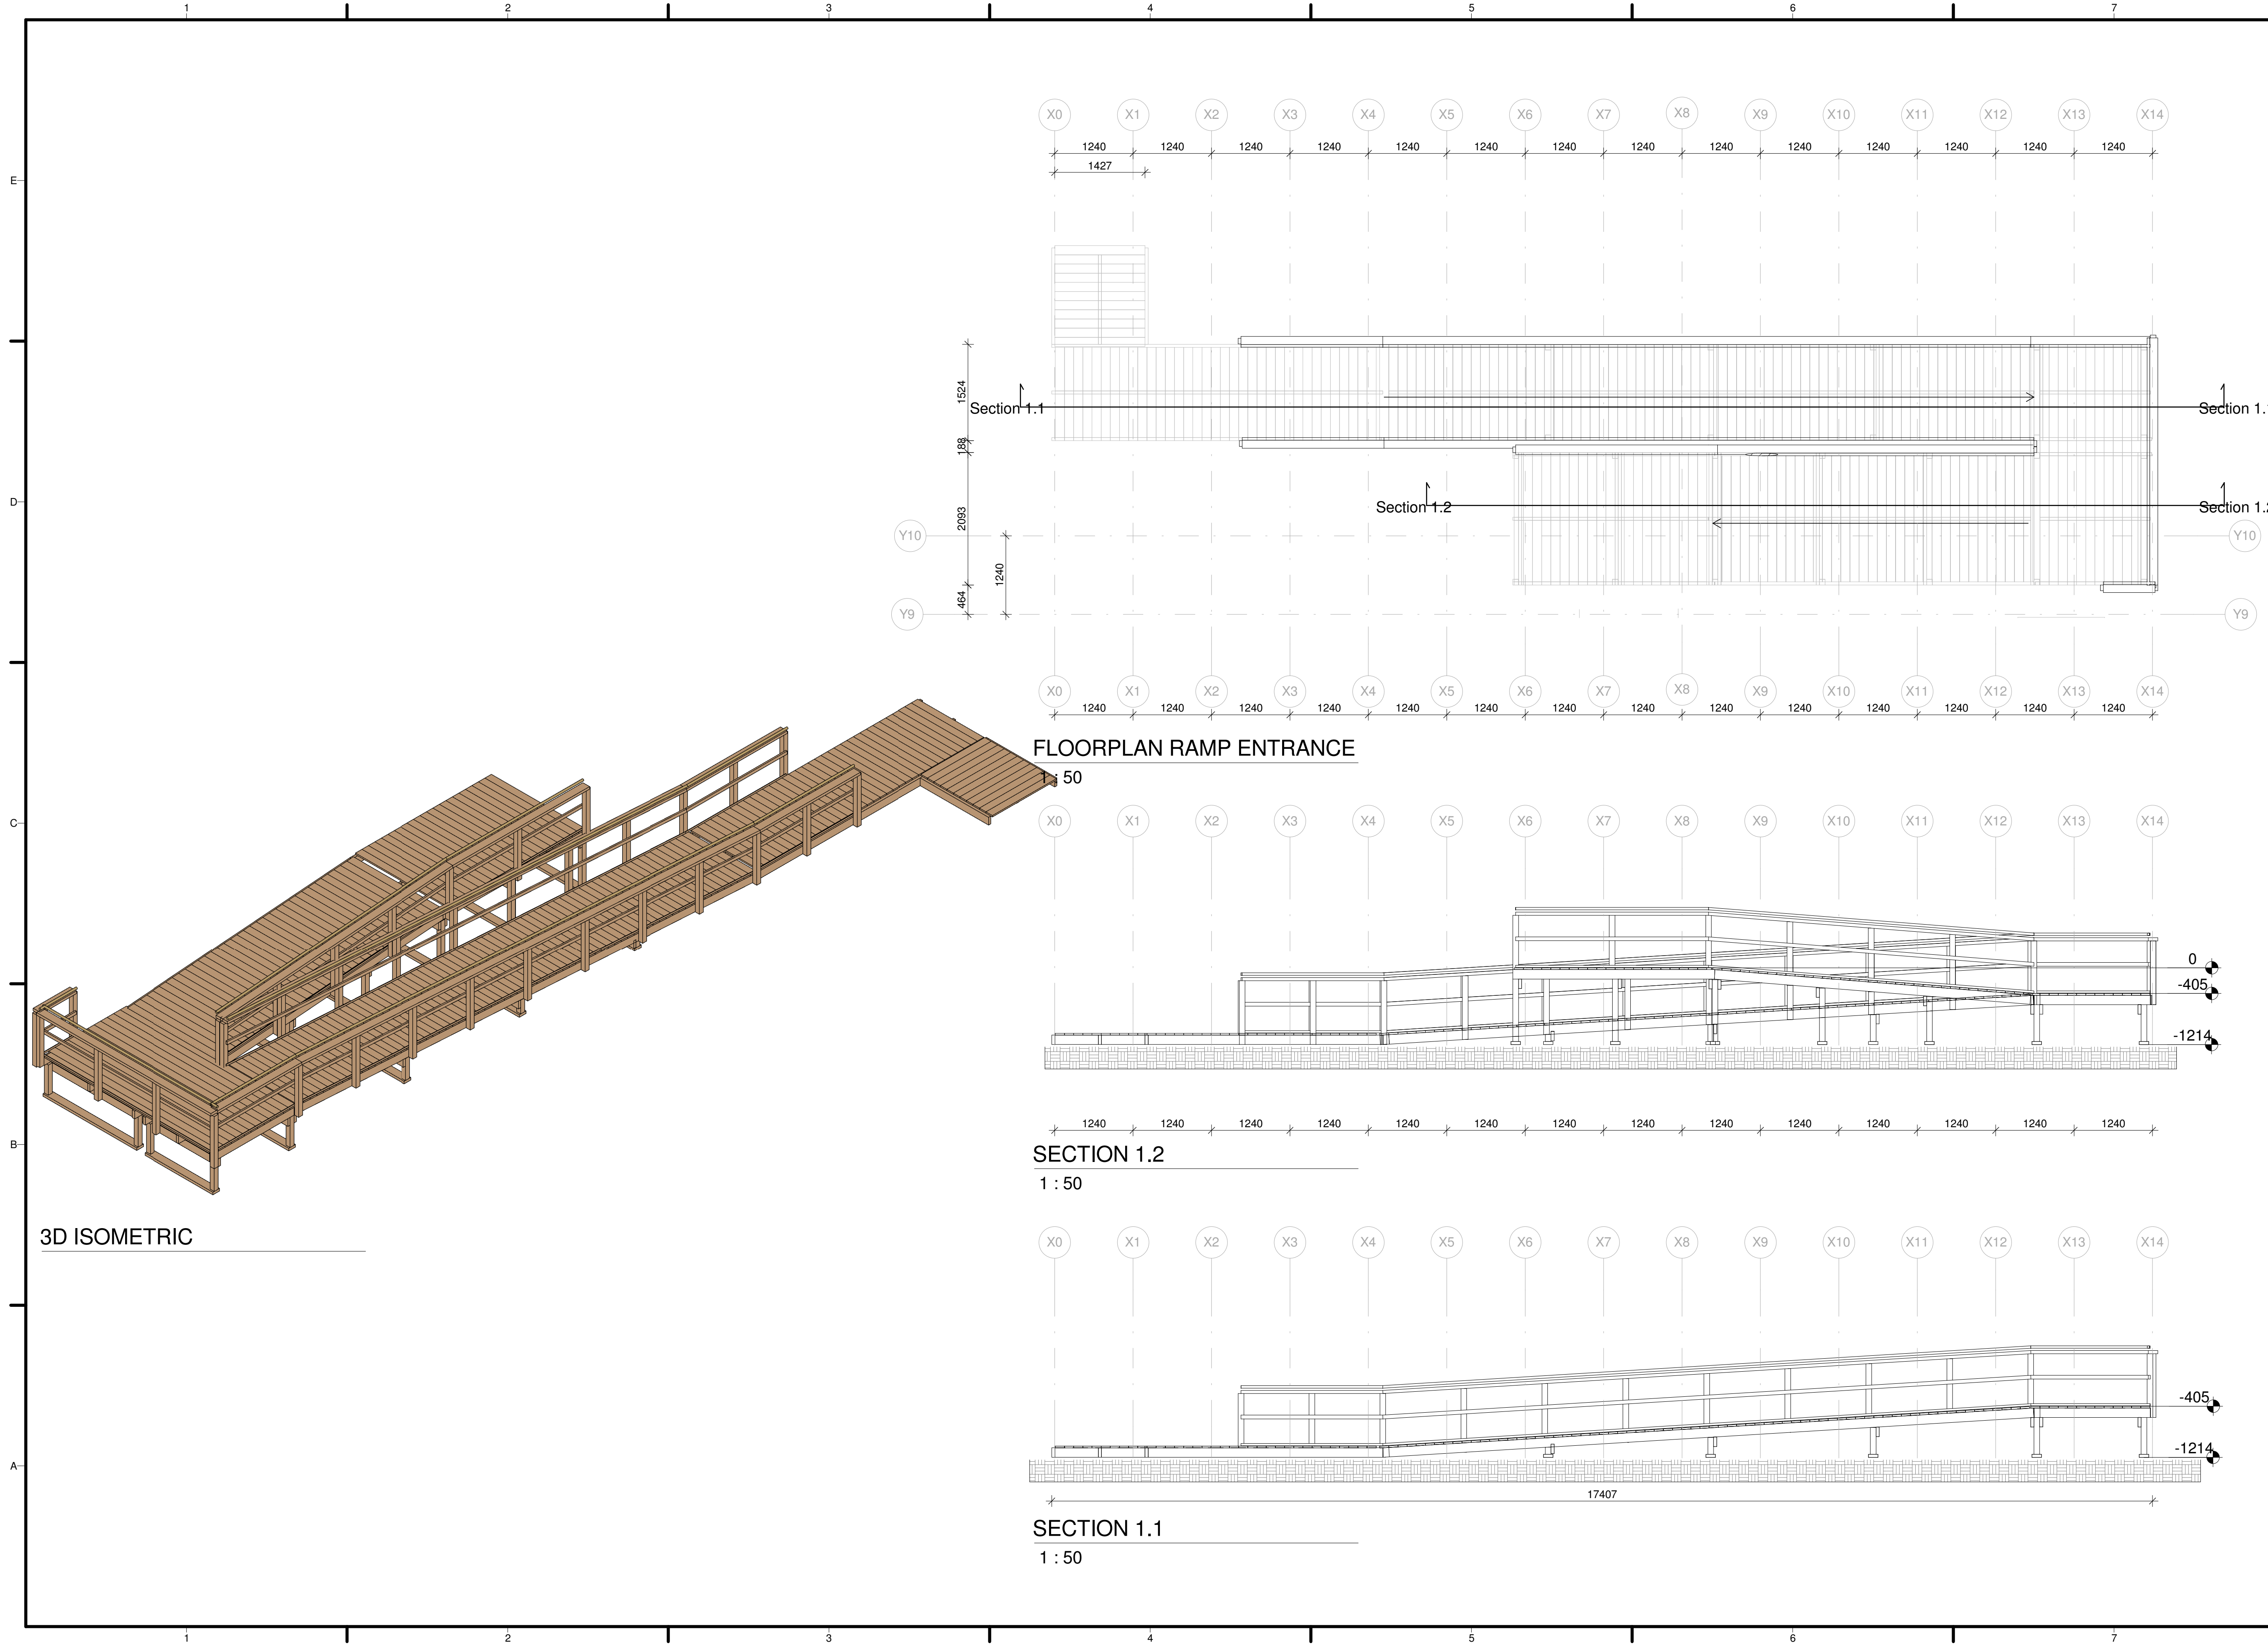 1 2 3 4 5 6 7
E
D
C
B
A
X0 X1 X2 X3 X4 X5 X6 X7 X8 X9 X10 X11 X12 X13 X14
1240 1240 1240 1240 1240 1240 1240 1240 1240 1240 1240 1240 1240 1240
1427
1524
188
2093
464
1240
Section 1.1 Section 1.1
Section 1.2 Section 1.2
Y10 Y10
Y9 Y9
X0 X1 X2 X3 X4 X5 X6 X7 X8 X9 X10 X11 X12 X13 X14
1240 1240 1240 1240 1240 1240 1240 1240 1240 1240 1240 1240 1240 1240
FLOORPLAN RAMP ENTRANCE
1 : 50
X0 X1 X2 X3 X4 X5 X6 X7 X8 X9 X10 X11 X12 X13 X14
0
-405
-1214
1240 1240 1240 1240 1240 1240 1240 1240 1240 1240 1240 1240 1240 1240
SECTION 1.2
1 : 50
3D ISOMETRIC
X0 X1 X2 X3 X4 X5 X6 X7 X8 X9 X10 X11 X12 X13 X14
-405
-1214
17407
SECTION 1.1
1 : 50
1 2 3 4 5 6 7